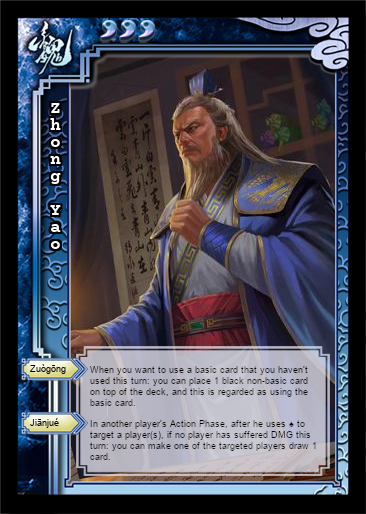 魏
Zhong Yao
Zuògōng
When you want to use a basic card that you haven't
used this turn: you can place 1 black non-basic card
on top of the deck, and this is regarded as using the
basic card.
Jiānjué
In another player's Action Phase, after he uses ♠ to
target a player(s), if no player has suffered DMG this
turn: you can make one of the targeted players draw 1
card.